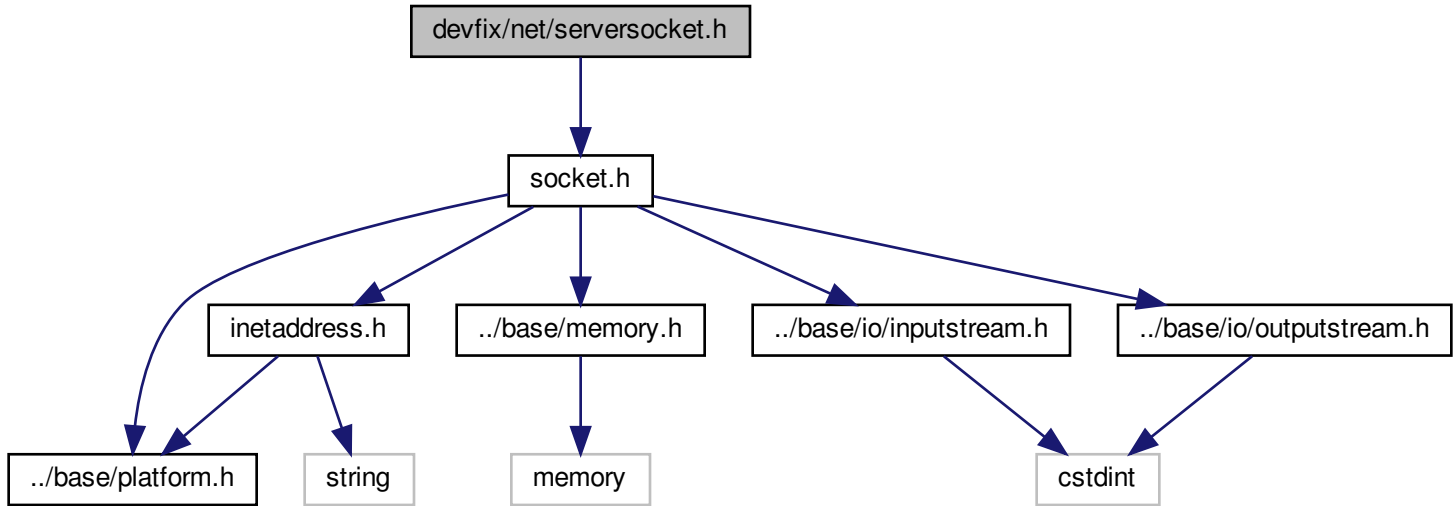 devfix/net/serversocket.h
socket.h
inetaddress.h
../base/memory.h
../base/io/inputstream.h
../base/io/outputstream.h
../base/platform.h
string
memory
cstdint